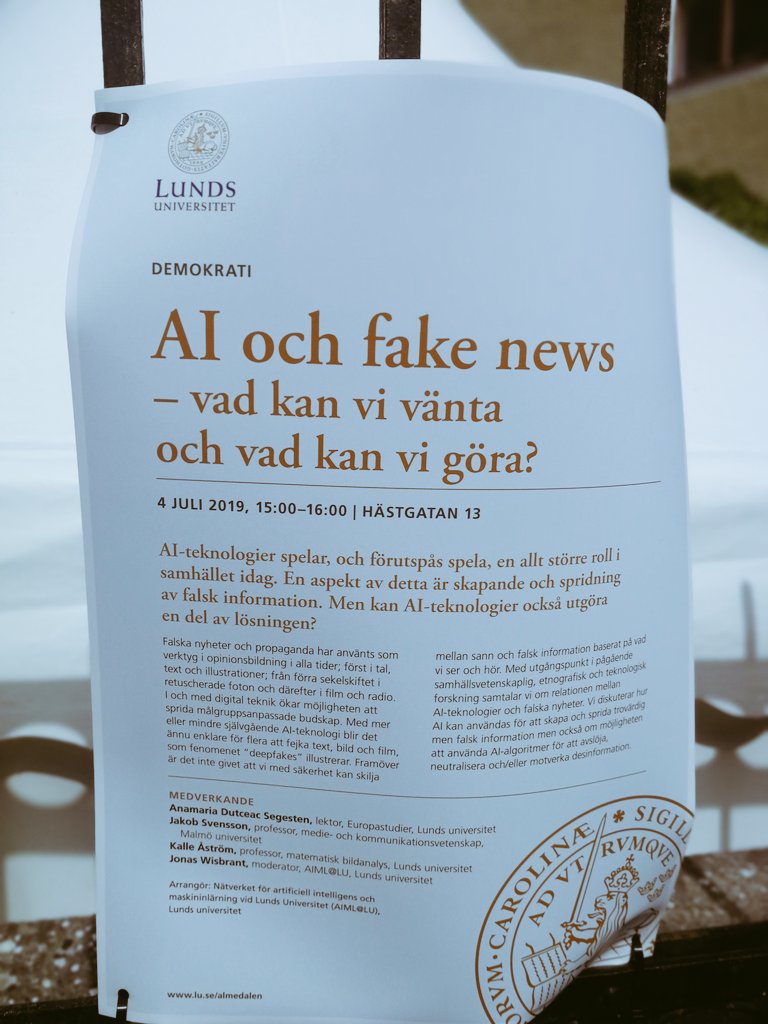 LUNDS
UNIVERSITET
DEMOKRATI
AI och fake news
– vad kan vi vänta
och vad kan vi göra?
4 JULI 2019, 15:00–16:00 | HÄSTGATAN 13
AI-teknologier spelar, och förutspås spela, en allt större roll i
samhället idag. En aspekt av detta är skapande och spridning
av falsk information. Men kan AI-teknologier också utgöra
en del av lösningen?
Falska nyheter och propaganda har använts som
verktyg i opinionsbildning i alla tider; först i tal,
text och illustrationer; från förra sekelskiftet i
retuscherade foton och därefter i film och radio.
I och med digital teknik ökar möjligheten att
sprida målgruppsanpassade budskap. Med mer
eller mindre självgående AI-teknologi blir det
ännu enklare för flera att fejka text, bild och film,
som fenomenet "deepfakes" illustrerar. Framöver
är det inte givet att vi med säkerhet kan skilja
mellan sann och falsk information baserat på vad
vi ser och hör. Med utgångspunkt i pågående
samhällsvetenskaplig, etnografisk och teknologisk
forskning samtalar vi om relationen mellan
AI-teknologier och falska nyheter. Vi diskuterar hur
AI kan användas för att skapa och sprida trovärdig
men falsk information men också om möjligheten
att använda AI-algoritmer för att avslöja,
neutralisera och/eller motverka desinformation.
MEDVERKANDE
Anamaria Dutceac Segesten, lektor, Europastudier, Lunds universitet
Jakob Svensson, professor, medie- och kommunikationsvetenskap,
Malmö universitet
Kalle Åström, professor, matematisk bildanalys, Lunds universitet
Jonas Wisbrant, moderator, AIML@LU, Lunds universitet
Arrangör: Nätverket för artificiell intelligens och
maskininlärning vid Lunds Universitet (AIML@LU),
Lunds universitet
www.lu.se/almedalen
ORVM · CAROLINÆ * SIGILL
AD VT RVMQVE